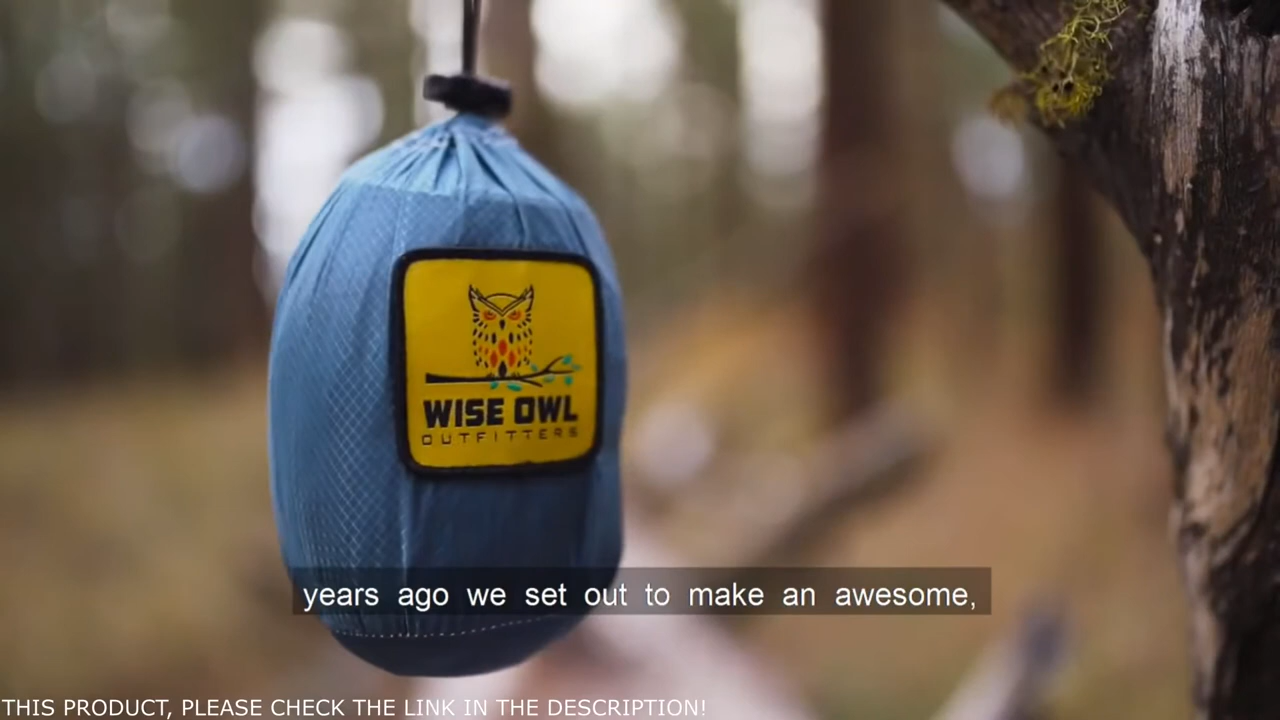 WISE OWL
OUTFITTERS
years ago we set out to make an awesome,
THIS PRODUCT, PLEASE CHECK THE LINK IN THE DESCRIPTION!